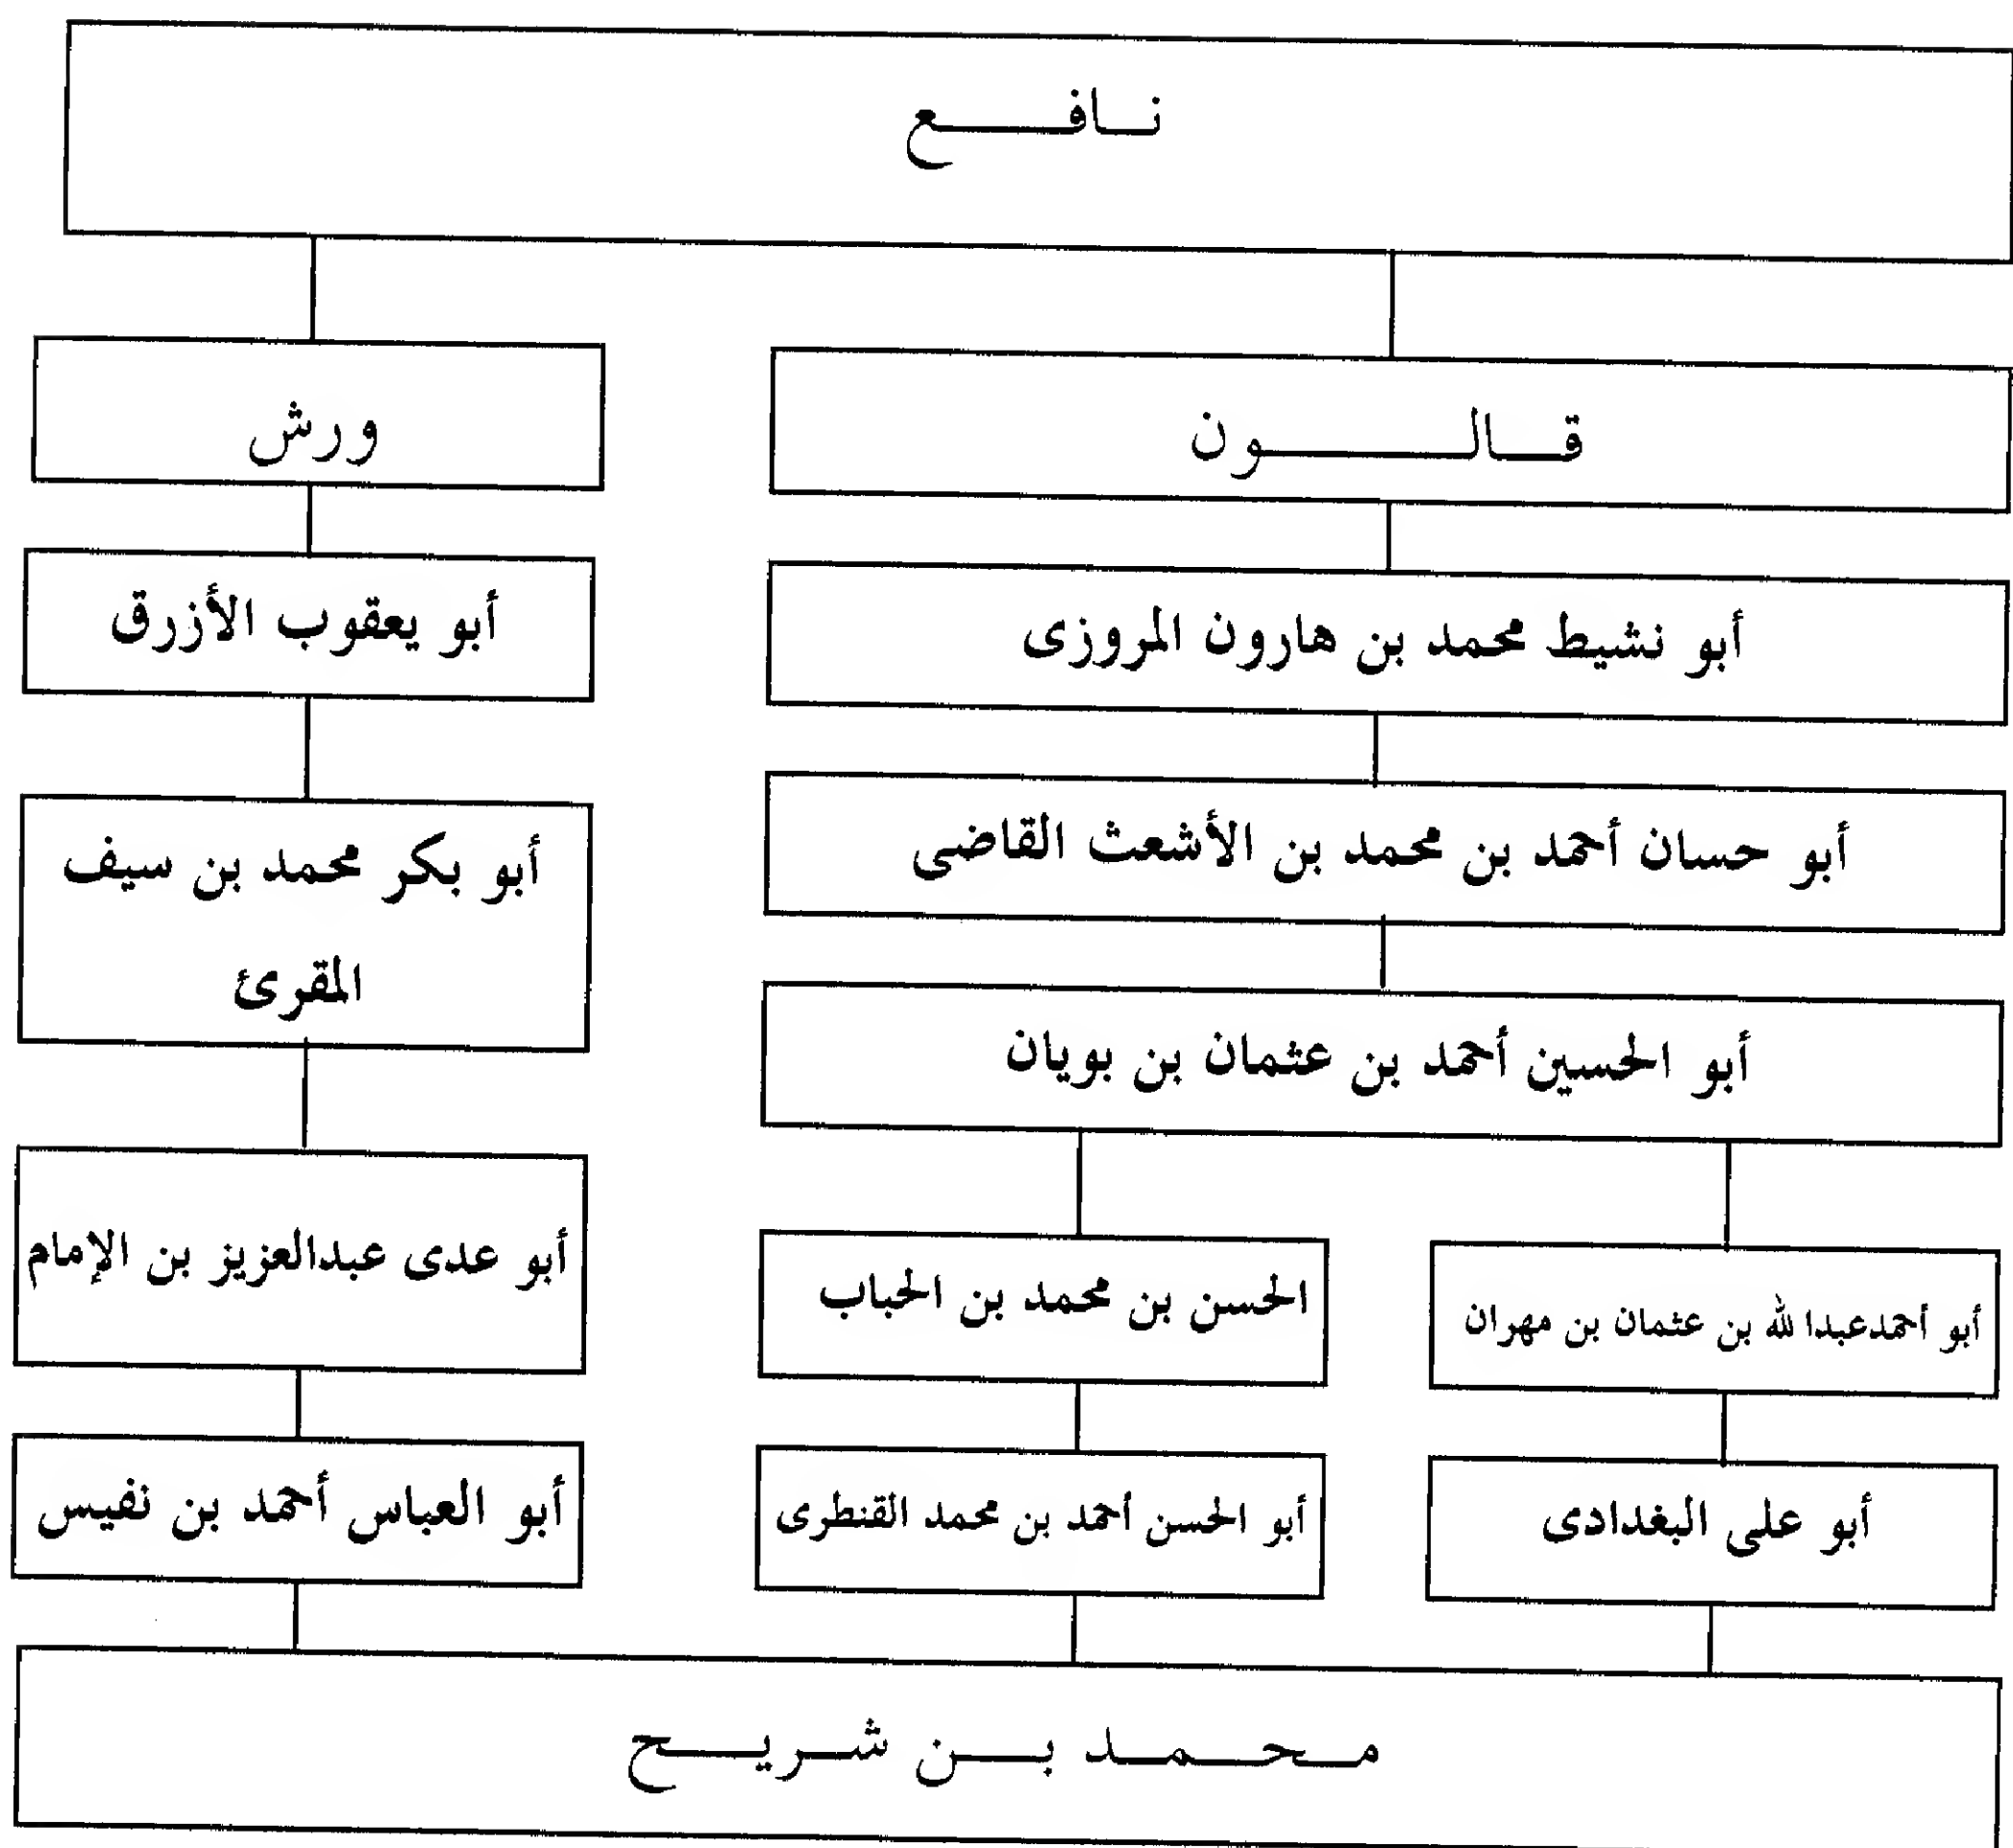 نافع
قالون
ورش
أبو نشيط محمد بن هارون المروزى
أبو يعقوب الأزرق
أبو حسان أحمد بن محمد بن الأشعث القاضى
أبو بكر محمد بن سيف
المقرئ
أبو الحسين أحمد بن عثمان بن بويان
أبو أحمد عبدا لله بن عثمان بن مهران
الحسن بن محمد بن الحباب
أبو عدى عبدالعزيز بن الإمام
أبو على البغدادى
أبو الحسن أحمد بن محمد القنطرى
أبو العباس أحمد بن نفيس
محمد بن شريح